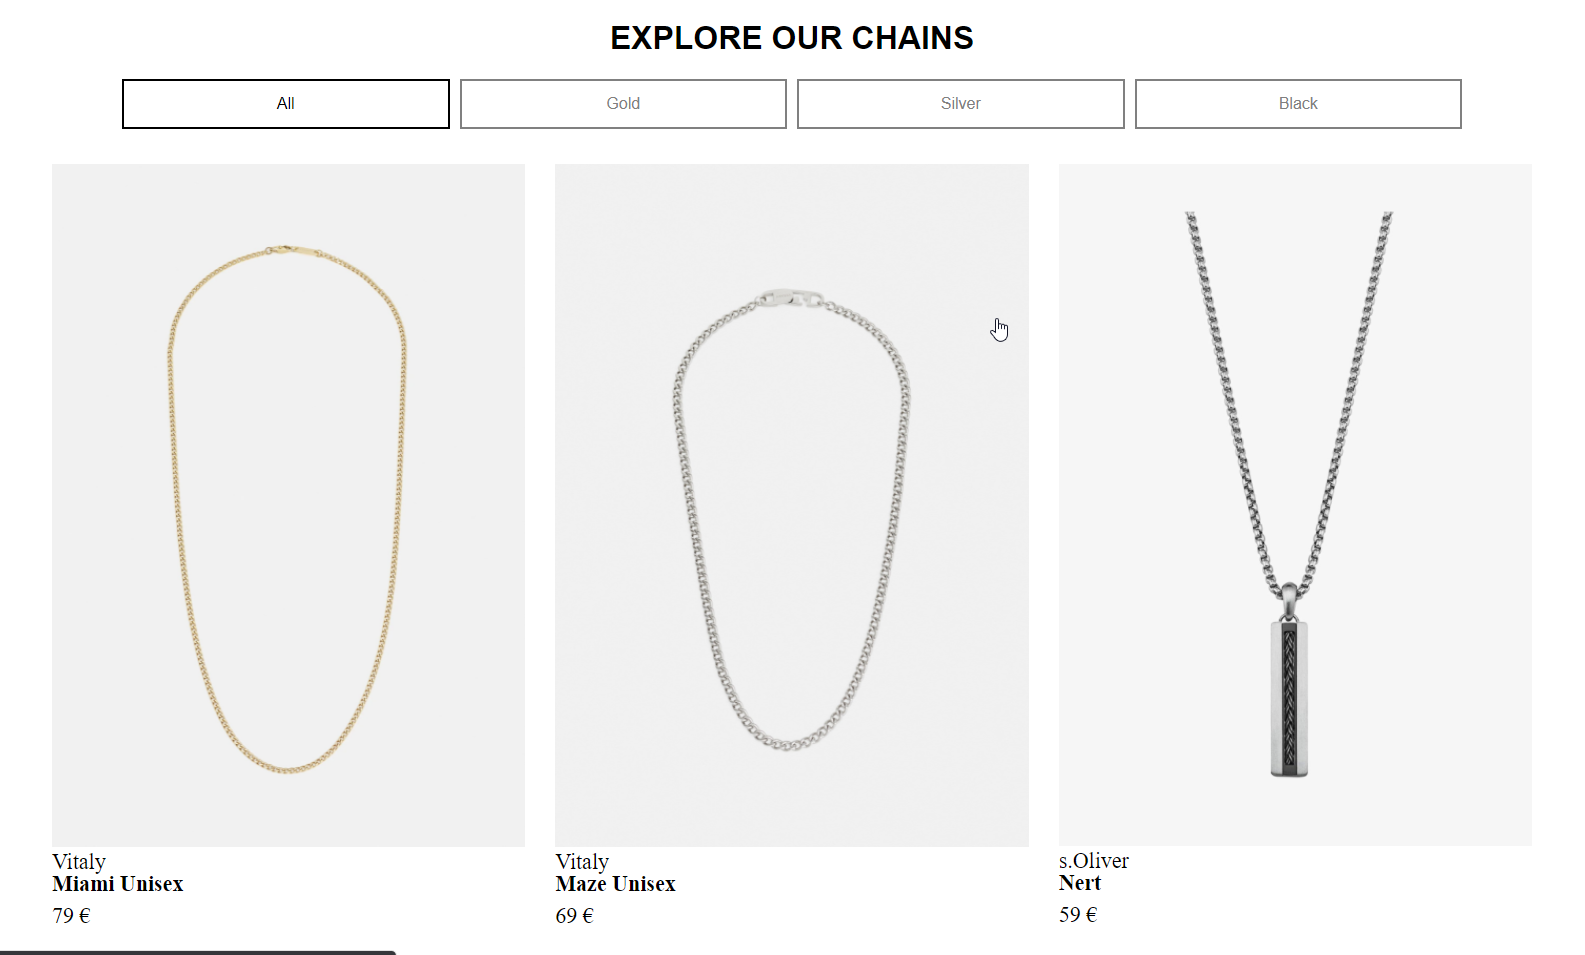 EXPLORE OUR CHAINS
All
Gold
Silver
Black
Vitaly
Miami Unisex
79 €
Vitaly
Maze Unisex
69 €
s.Oliver
Nert
59 €